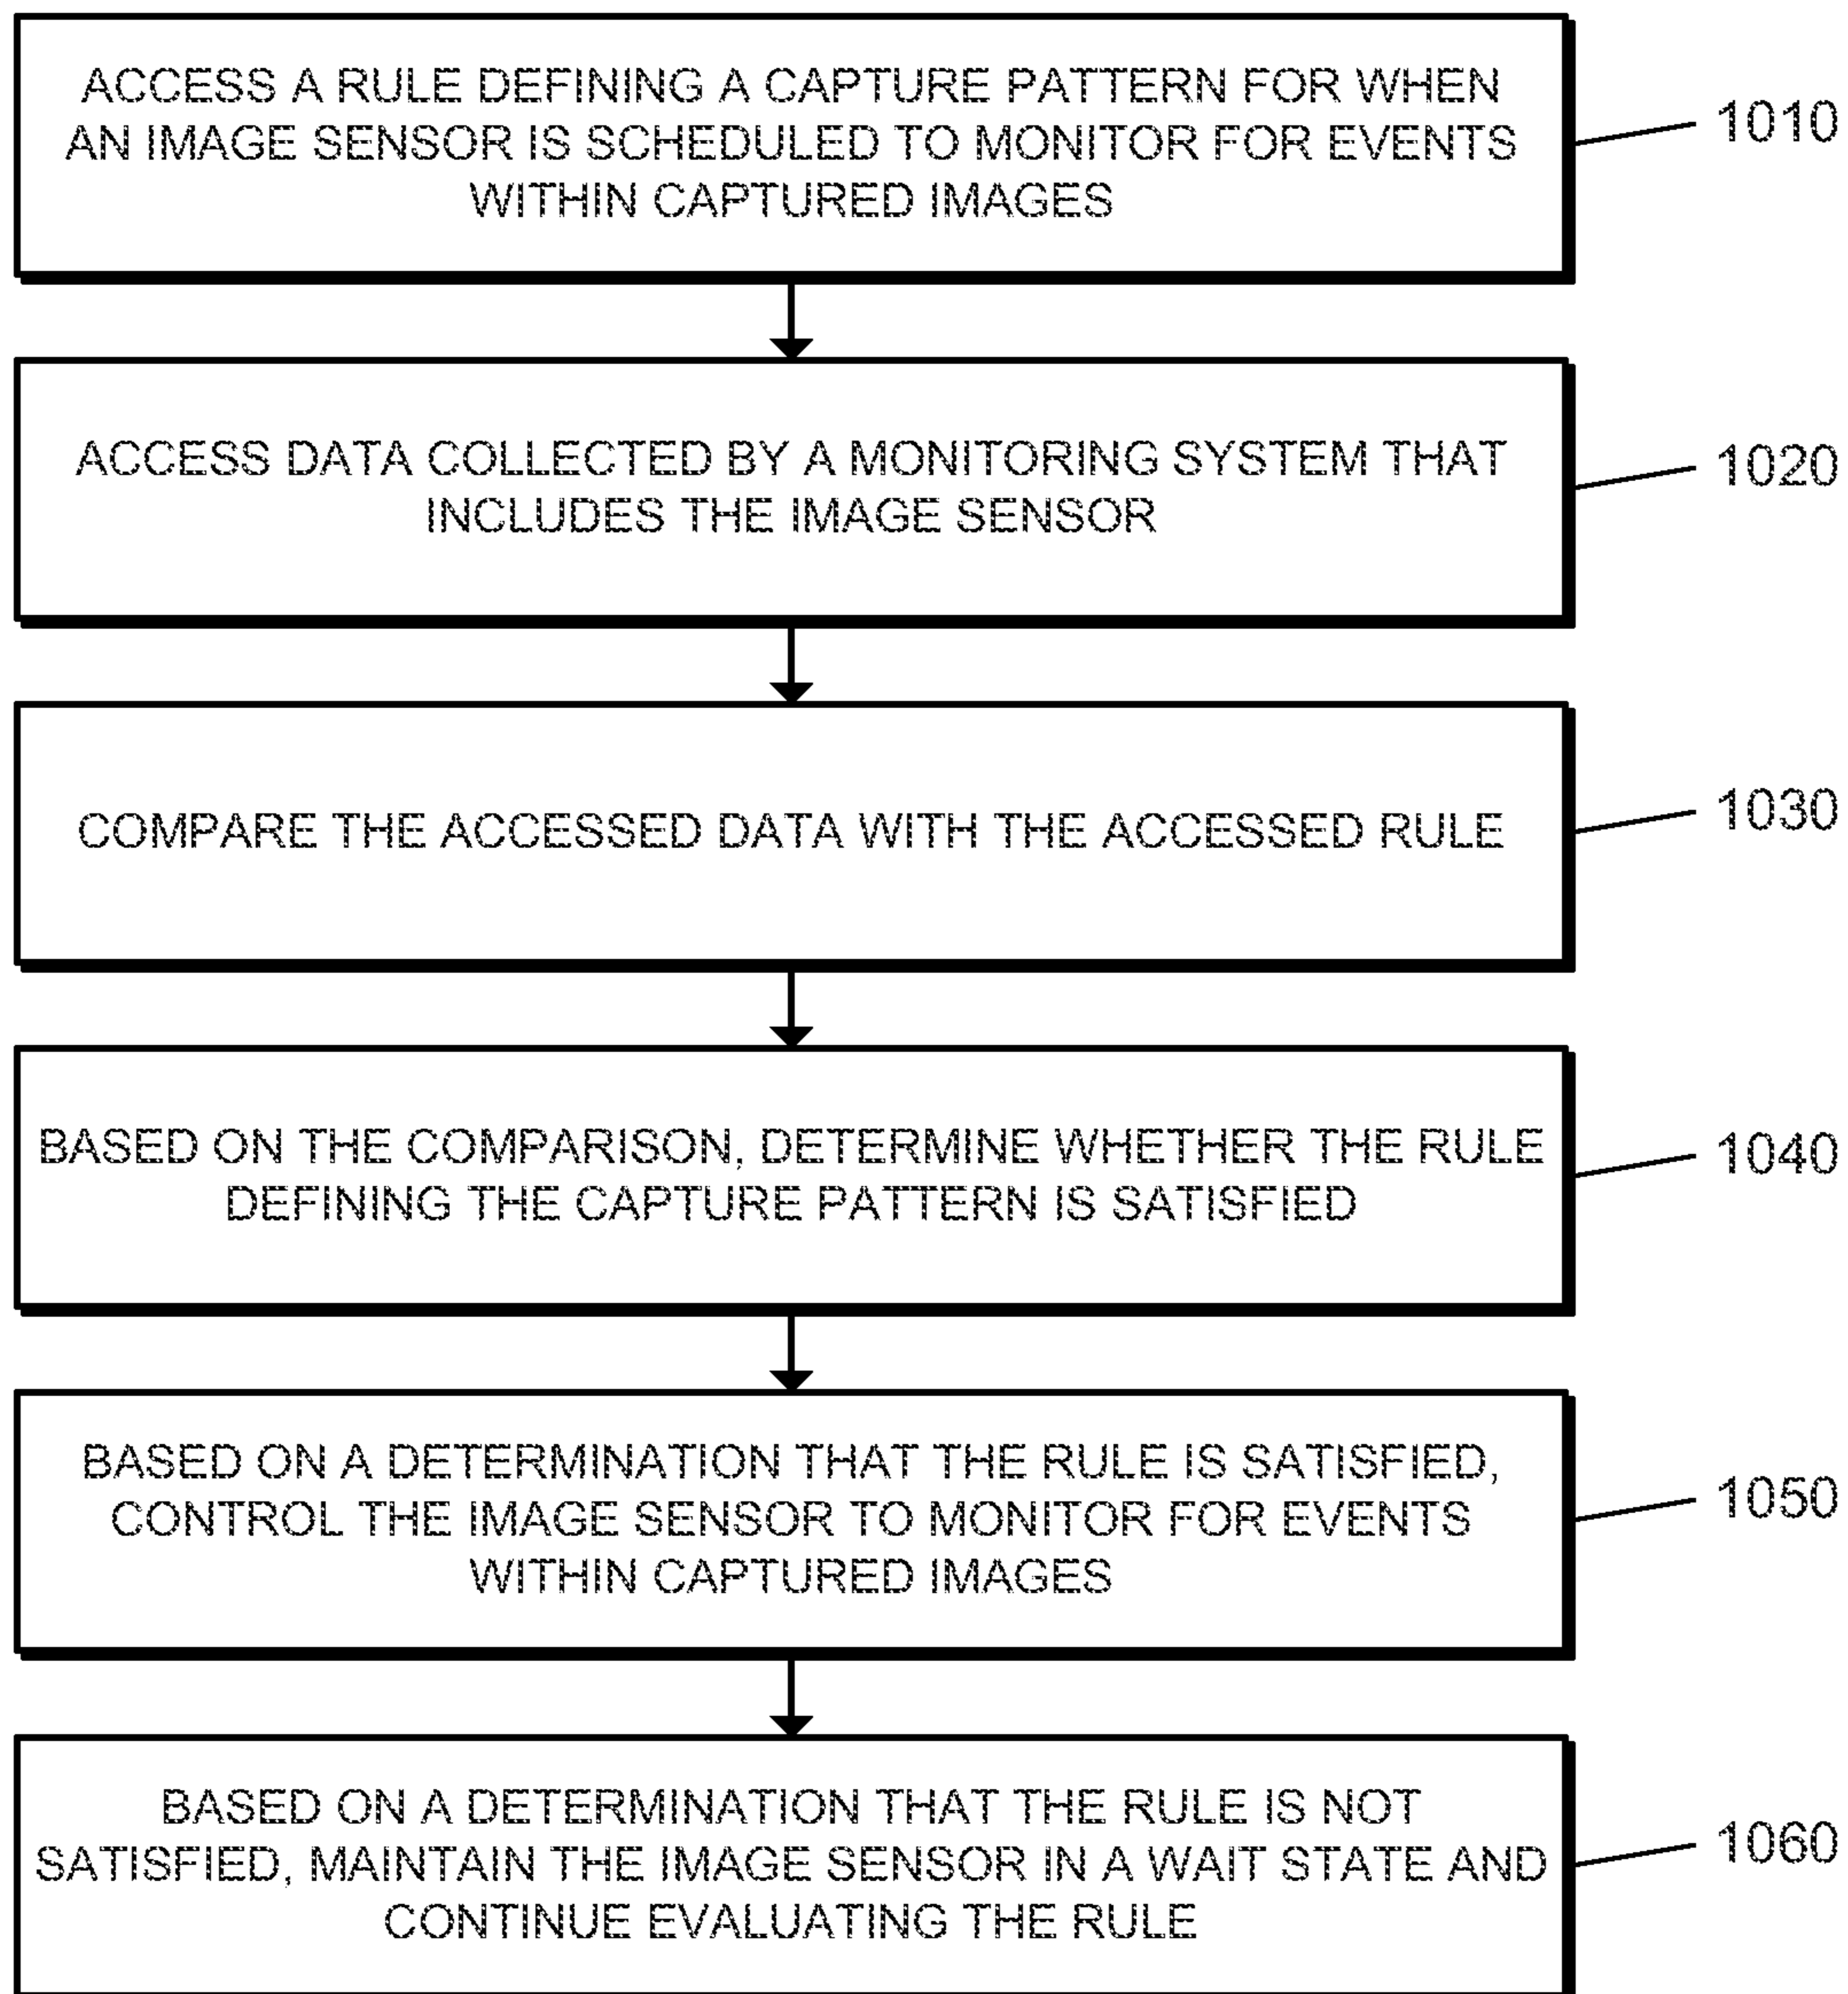 ACCESS A RULE DEFINING A CAPTURE PATTERN FOR WHEN
AN IMAGE SENSOR IS SCHEDULED TO MONITOR FOR EVENTS
WITHIN CAPTURED IMAGES
1010
ACCESS DATA COLLECTED BY A MONITORING SYSTEM THAT
INCLUDES THE IMAGE SENSOR
1020
COMPARE THE ACCESSED DATA WITH THE ACCESSED RULE
1030
BASED ON THE COMPARISON, DETERMINE WHETHER THE RULE
DEFINING THE CAPTURE PATTERN IS SATISFIED
1040
BASED ON A DETERMINATION THAT THE RULE IS SATISFIED,
CONTROL THE IMAGE SENSOR TO MONITOR FOR EVENTS
WITHIN CAPTURED IMAGES
1050
BASED ON A DETERMINATION THAT THE RULE IS NOT
SATISFIED, MAINTAIN THE IMAGE SENSOR IN A WAIT STATE AND
CONTINUE EVALUATING THE RULE
1060